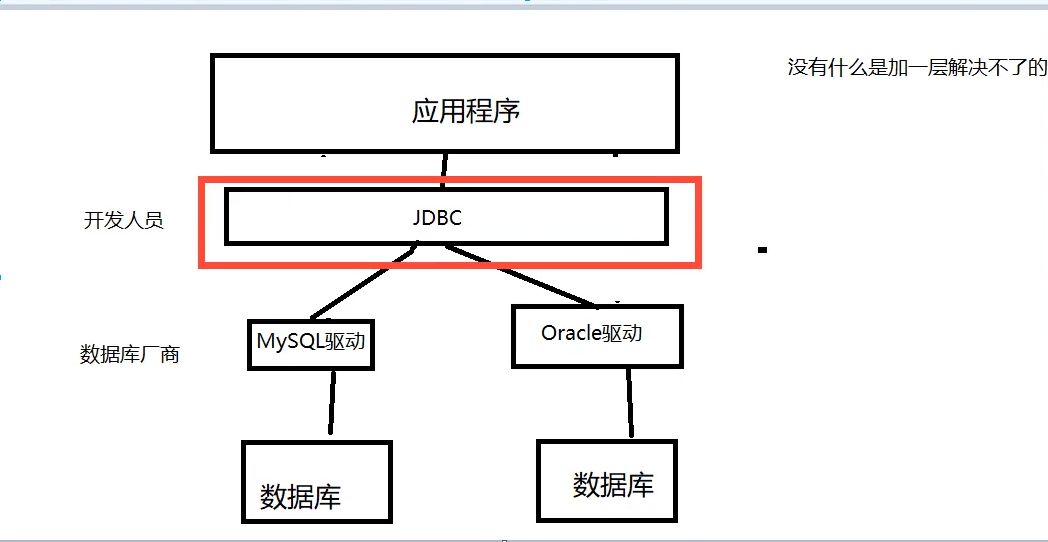 没有什么是加一层解决不了的
应用程序
开发人员
JDBC
数据库厂商
MySQL驱动
Oracle驱动
数据库
数据库